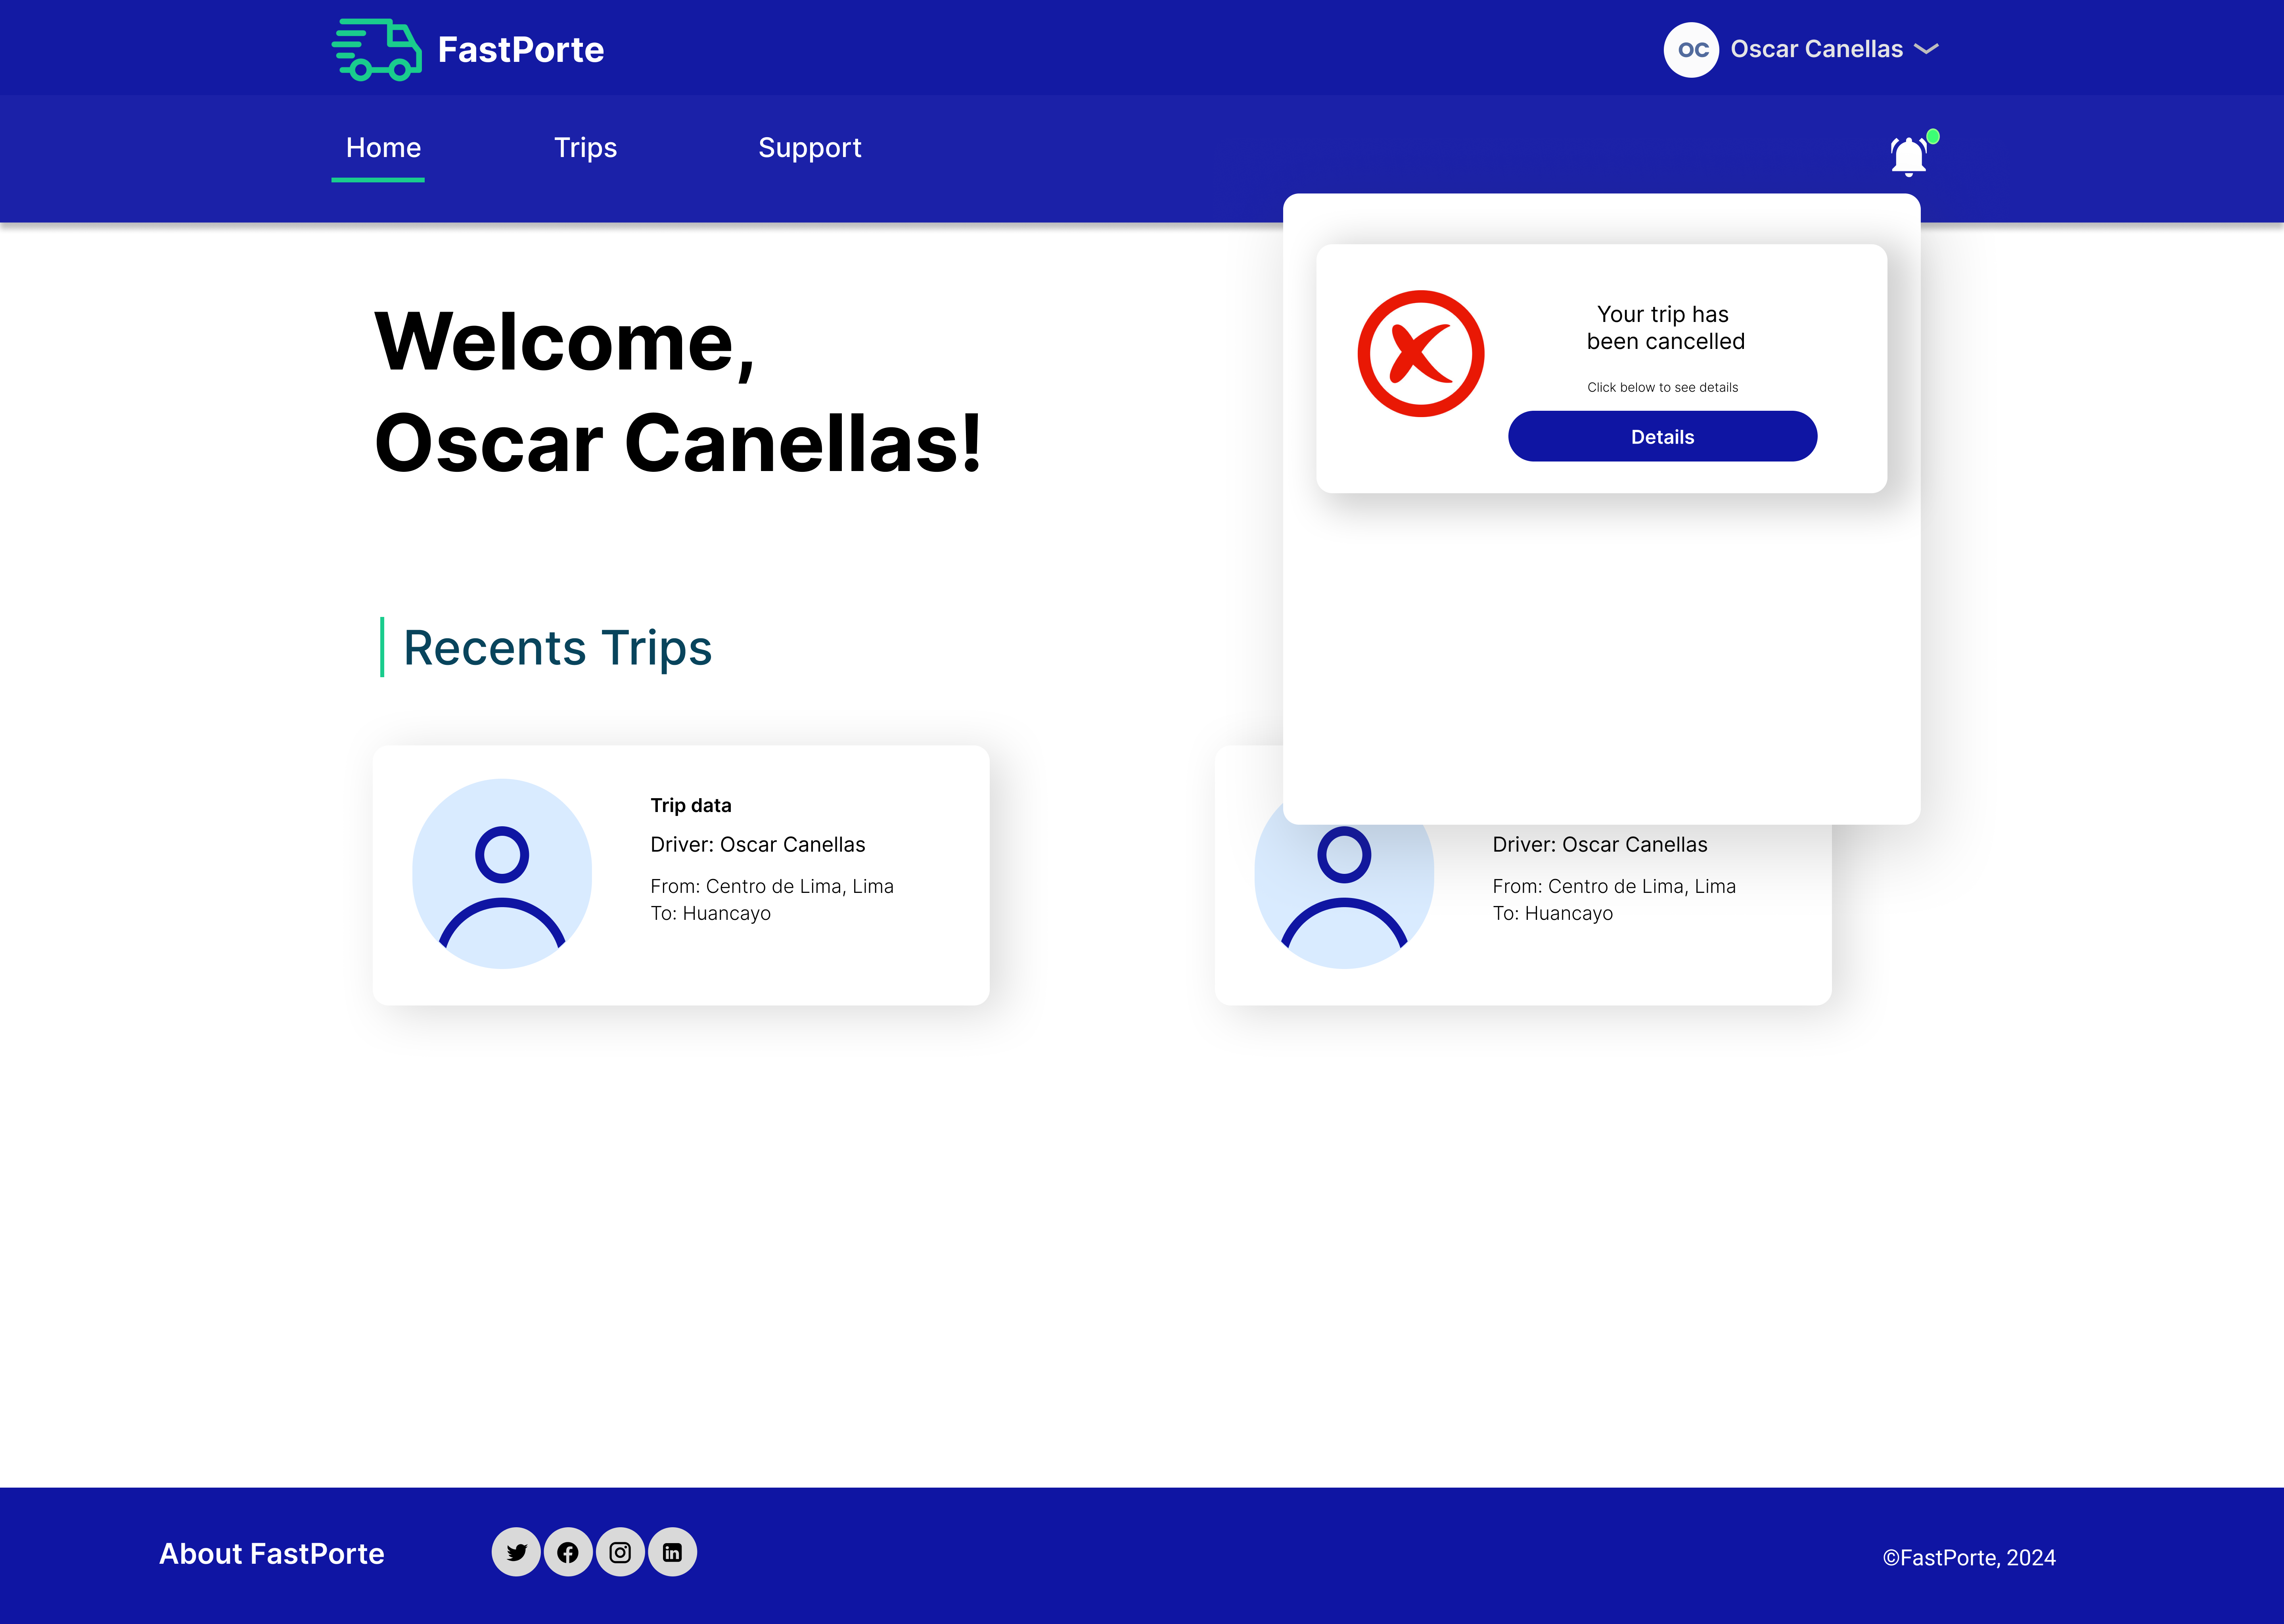 FastPorte
OC
Oscar Canellas
Home
Trips
Support
Your trip has
been cancelled
Click below to see details
Details
Welcome,
Oscar Canellas!
Recents Trips
Trip data
Driver: Oscar Canellas
From: Centro de Lima, Lima
To: Huancayo
Driver: Oscar Canellas
From: Centro de Lima, Lima
To: Huancayo
About FastPorte
©FastPorte, 2024